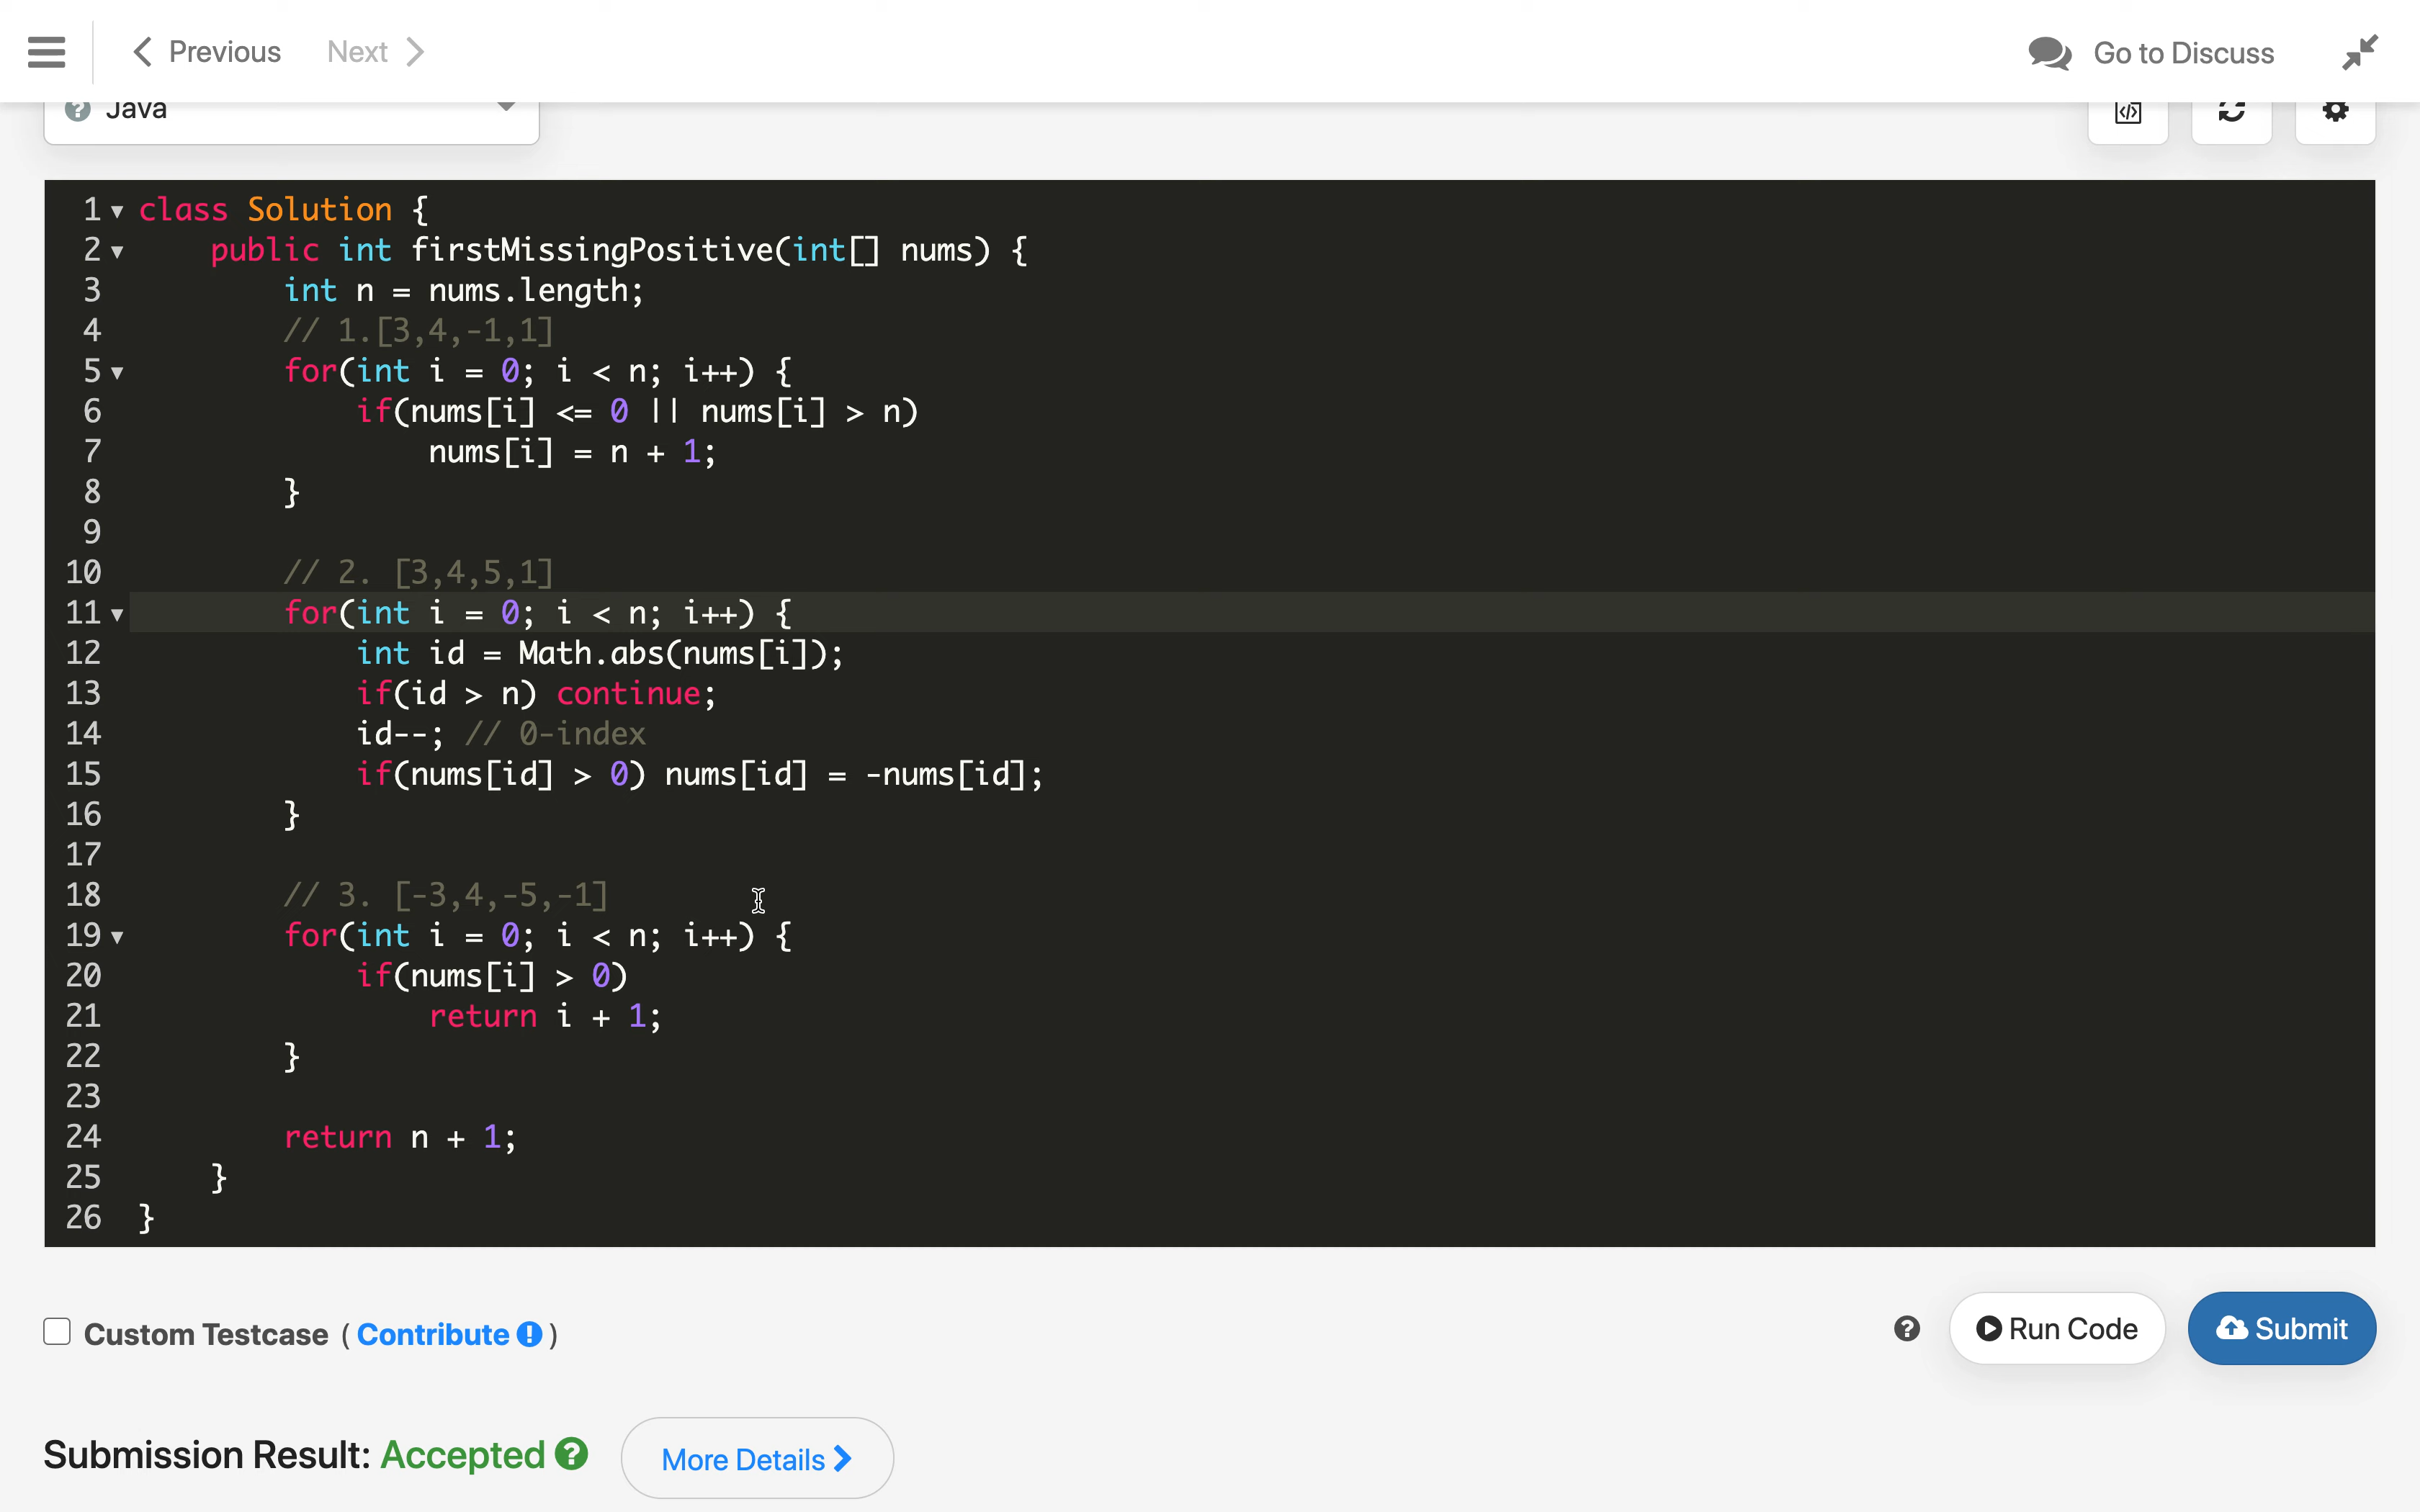 Previous Next Go to Discuss
Java
1 class Solution {
2 public int firstMissingPositive(int[] nums) {
3 int n = nums.length;
4 // 1.[3,4,-1,1]
5 for(int i = 0; i < n; i++) {
6 if(nums[i] <= 0 || nums[i] > n)
7 nums[i] = n + 1;
8 }
9
10 // 2. [3,4,5,1]
11 for(int i = 0; i < n; i++) {
12 int id = Math.abs(nums[i]);
13 if(id > n) continue;
14 id--; // 0-index
15 if(nums[id] > 0) nums[id] = -nums[id];
16 }
17
18 // 3. [-3,4,-5,-1]
19 for(int i = 0; i < n; i++) {
20 if(nums[i] > 0)
21 return i + 1;
22 }
23
24 return n + 1;
25 }
26 }
Custom Testcase ( Contribute ) Run Code Submit
Submission Result: Accepted More Details